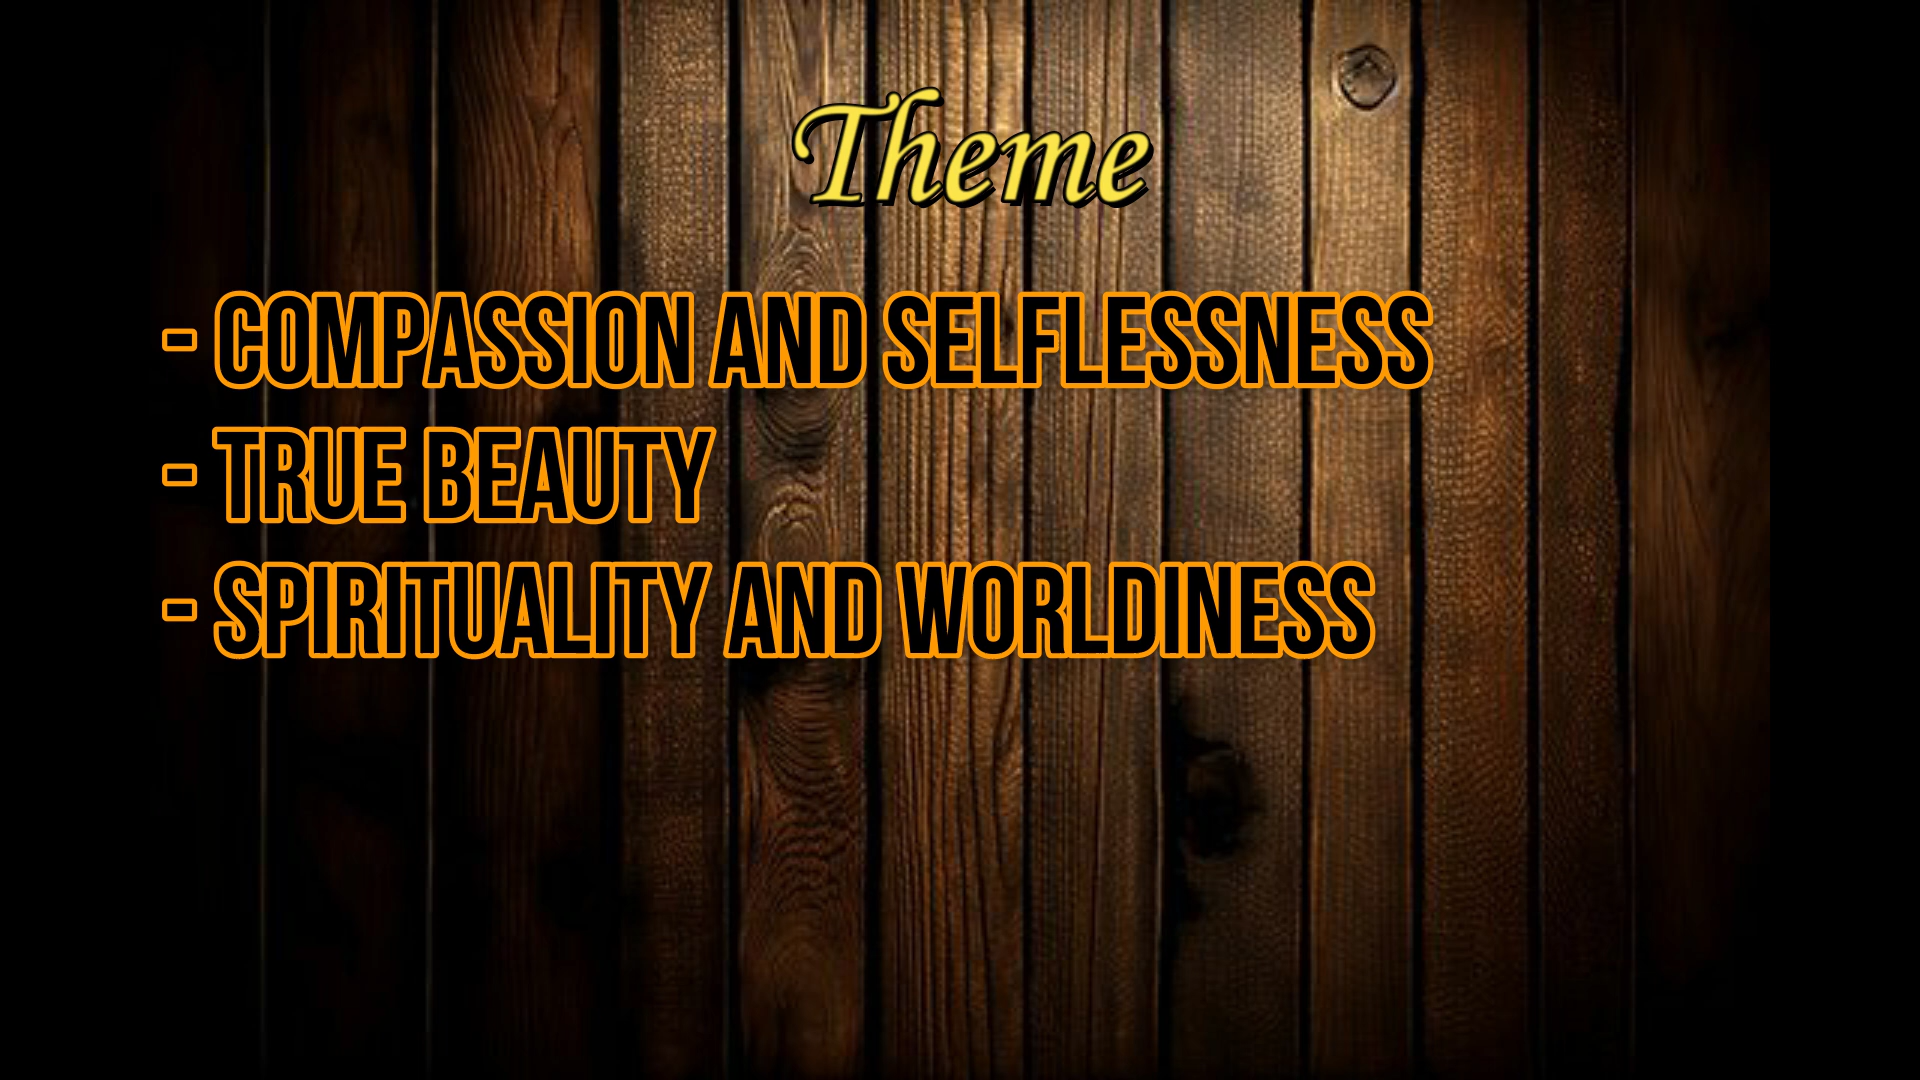 Theme
- COMPASSION AND SELFLESSNESS
- TRUE BEAUTY
- SPIRITUALITY AND WORLDINESS